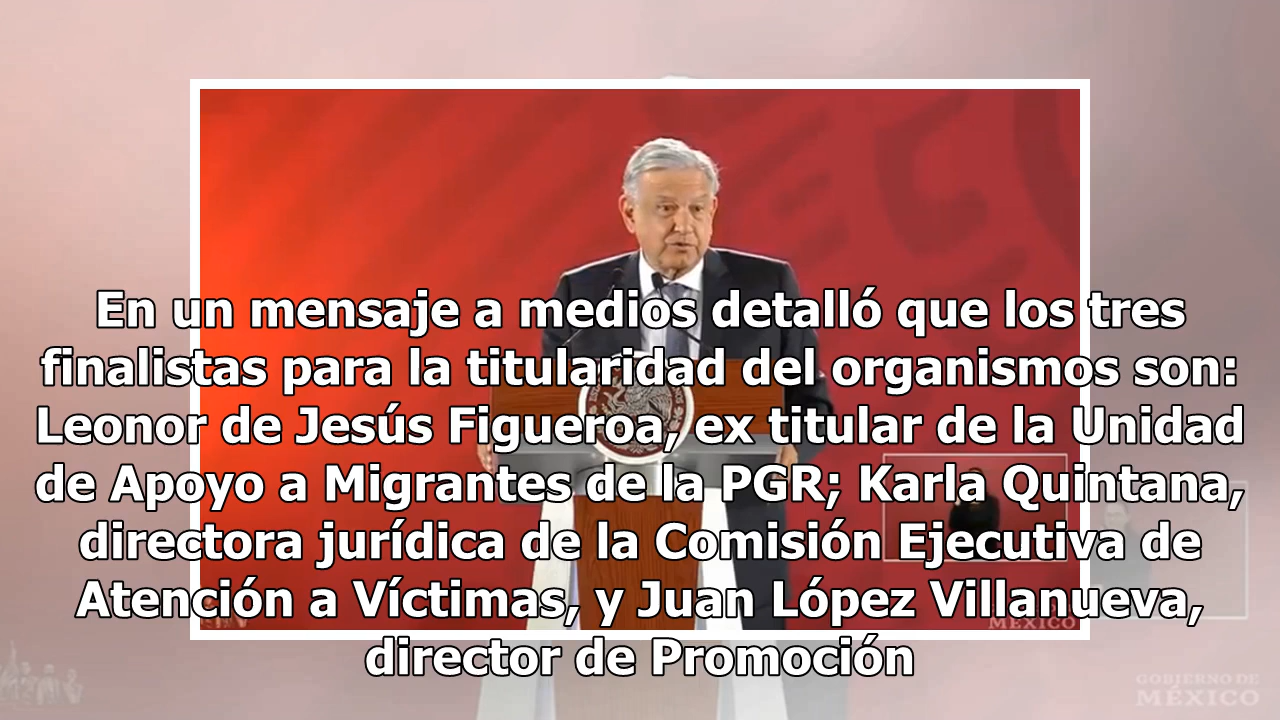 En un mensaje a medios detalló que los tres
finalistas para la titularidad del organismos son:
Leonor de Jesús Figueroa, ex titular de la Unidad
de Apoyo a Migrantes de la PGR; Karla Quintana,
directora jurídica de la Comisión Ejecutiva de
Atención a Víctimas, y Juan López Villanueva,
director de Promoción
MÉXICO
GOBIERNO DE
MÉXICO